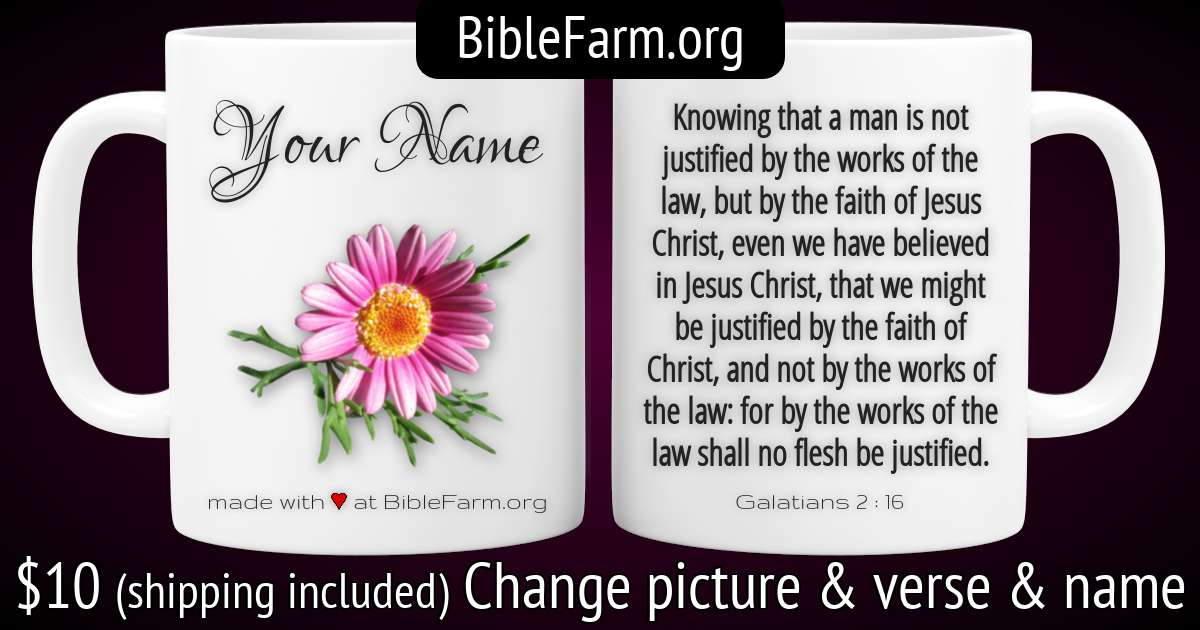 BibleFarm.org
Your Name
made with ♥ at BibleFarm.org
Knowing that a man is not
justified by the works of the
law, but by the faith of Jesus
Christ, even we have believed
in Jesus Christ, that we might
be justified by the faith of
Christ, and not by the works of
the law: for by the works of the
law shall no flesh be justified.
Galatians 2 : 16
$10 (shipping included) Change picture & verse & name